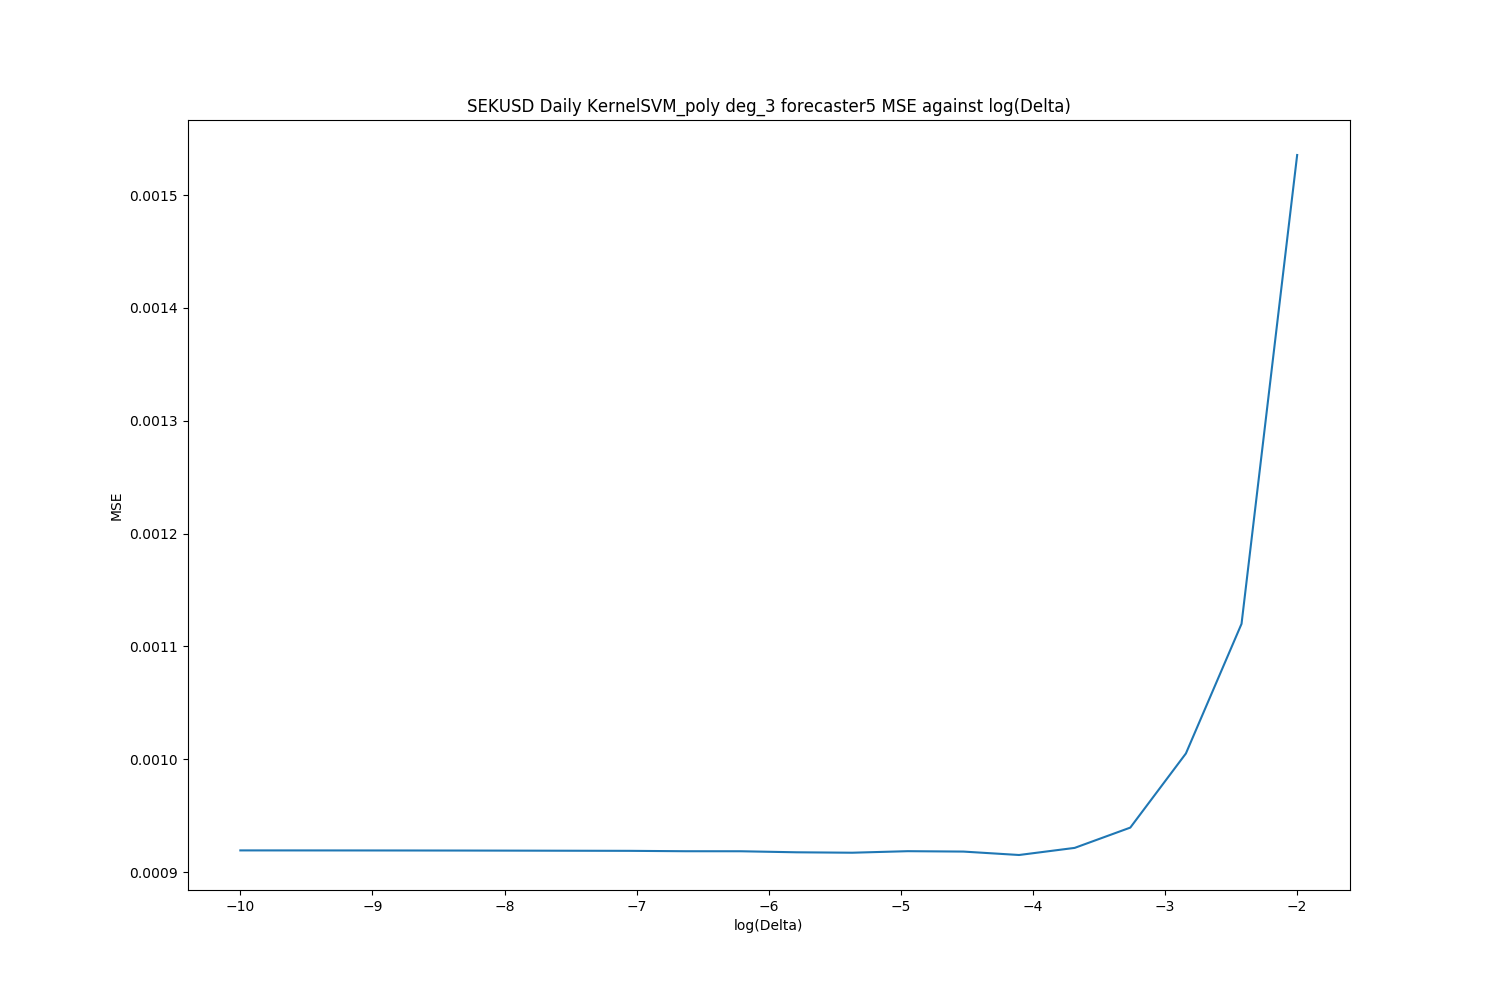 SEKUSD Daily KernelSVM_poly deg_3 forecaster5 MSE against log(Delta)
0.0015
0.0014
0.0013
0.0012
MSE
0.0011
0.0010
0.0009
−10 −9 −8 −7 −6 −5 −4 −3 −2
log(Delta)